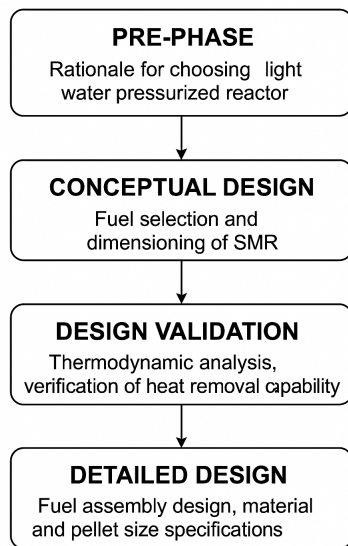 PRE-PHASE
Rationale for choosing light
water pressurized reactor
CONCEPTUAL DESIGN
Fuel selection and
dimensioning of SMR
DESIGN VALIDATION
Thermodynamic analysis,
verification of heat removal capability
DETAILED DESIGN
Fuel assembly design, material
and pellet size specifications